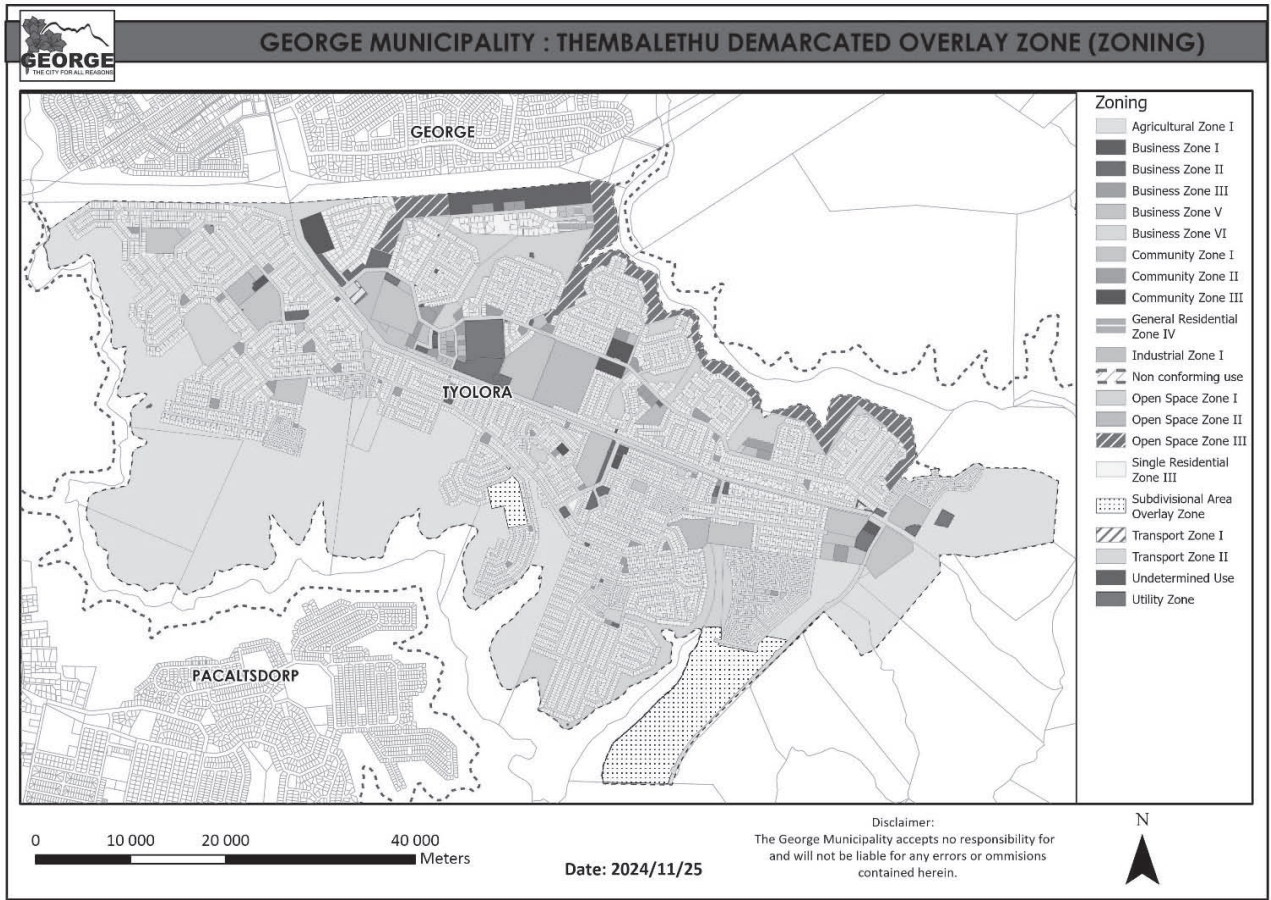 GEORGE
THE CITY FOR ALL REASONS
GEORGE MUNICIPALITY : THEMBALETHU DEMARCATED OVERLAY ZONE (ZONING)
GEORGE
TYOLORA
PACALTSDORP
Zoning
Agricultural Zone I
Business Zone I
Business Zone II
Business Zone III
Business Zone V
Business Zone VI
Community Zone I
Community Zone II
Community Zone III
General Residential
Zone IV
Industrial Zone I
Non conforming use
Open Space Zone I
Open Space Zone II
Open Space Zone III
Single Residential
Zone III
Subdivisional Area
Overlay Zone
Transport Zone I
Transport Zone II
Undetermined Use
Utility Zone
0 10 000 20 000 40 000
Meters
Date: 2024/11/25
Disclaimer:
The George Municipality accepts no responsibility for
and will not be liable for any errors or ommisions
contained herein.
N